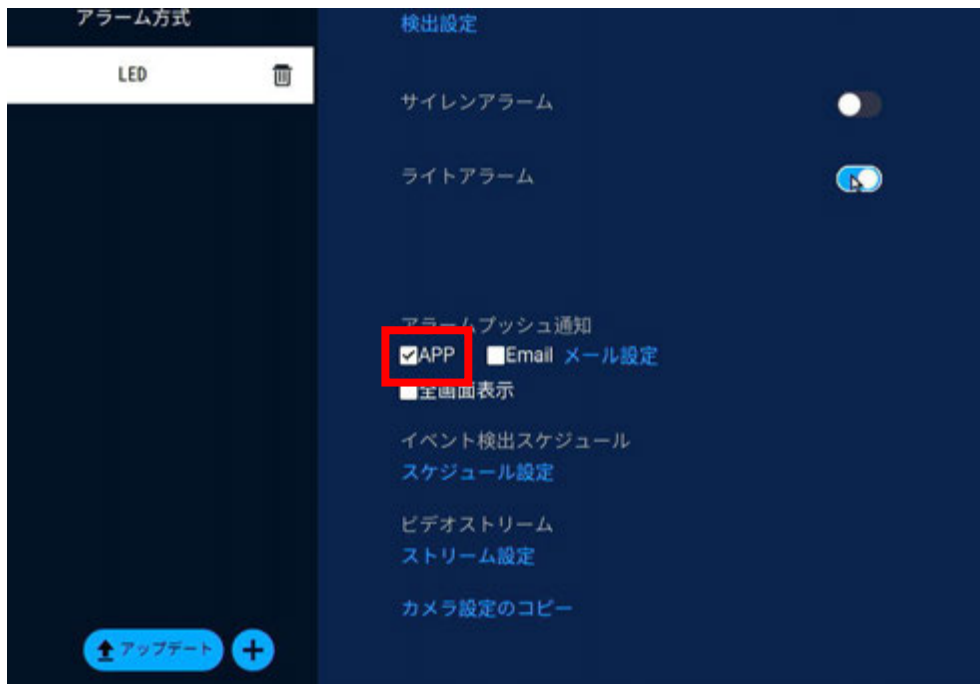 アラーム方式
LED
アップデート
検出設定
サイレンアラーム
ライトアラーム
アラームプッシュ通知
APP Email メール設定
全画面表示
イベント検出スケジュール
スケジュール設定
ビデオストリーム
ストリーム設定
カメラ設定のコピー